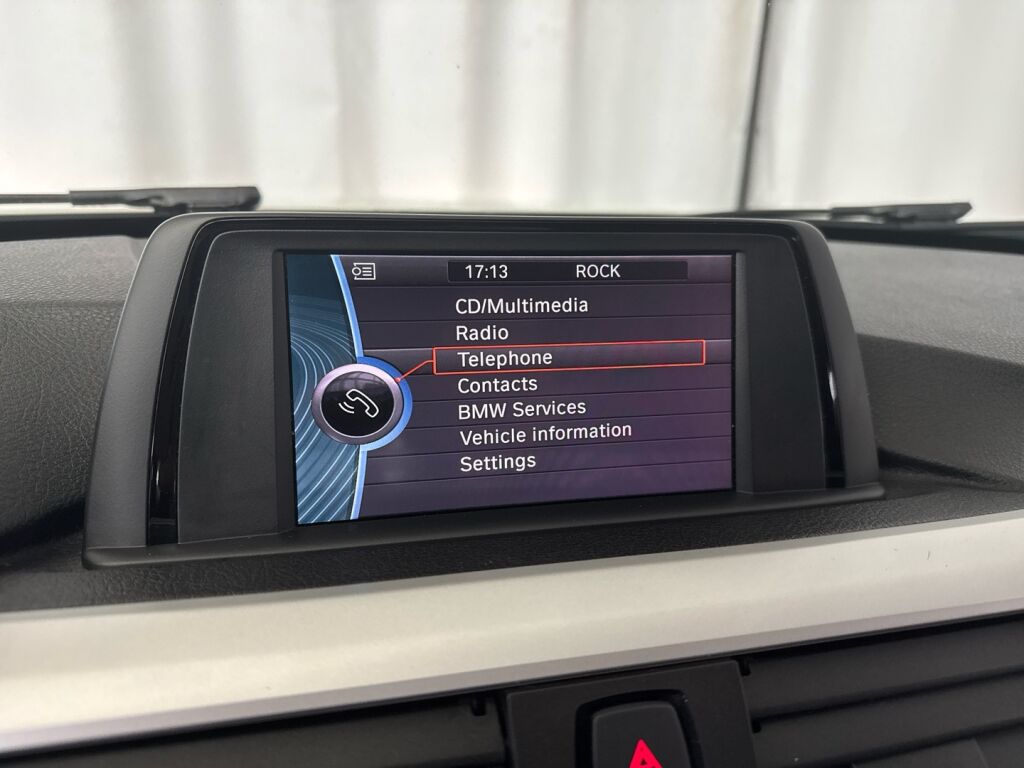 17:13 ROCK
CD/Multimedia
Radio
Telephone
Contacts
BMW Services
Vehicle information
Settings